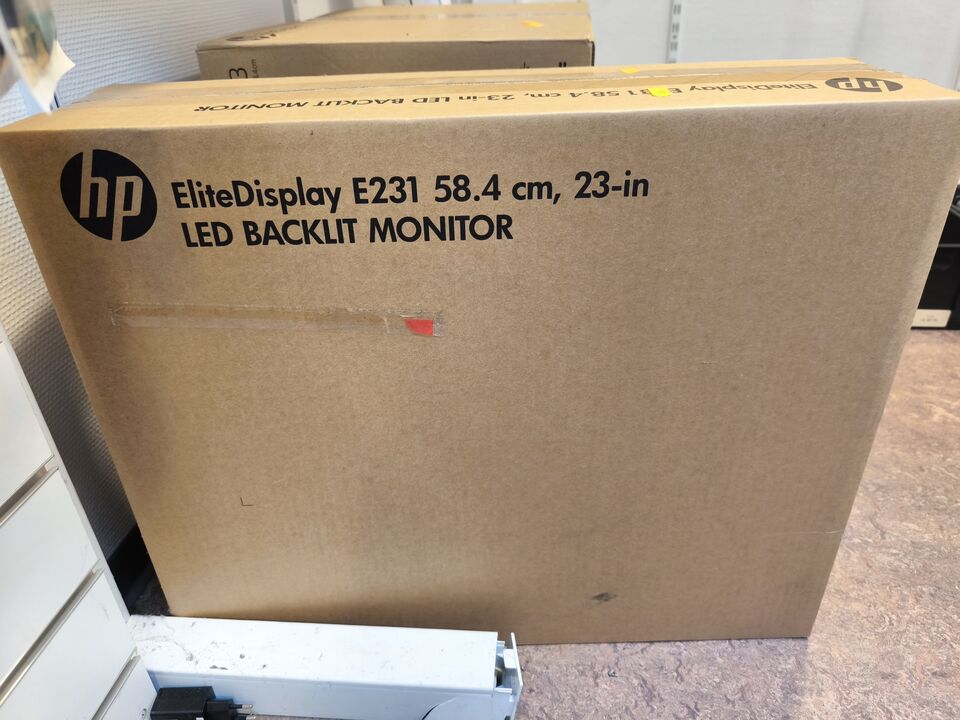 EliteDisplay E231 58.4 cm, 23-in LED BACKLIT MONITOR
hp
hp
EliteDisplay E231 58.4 cm, 23-in
LED BACKLIT MONITOR